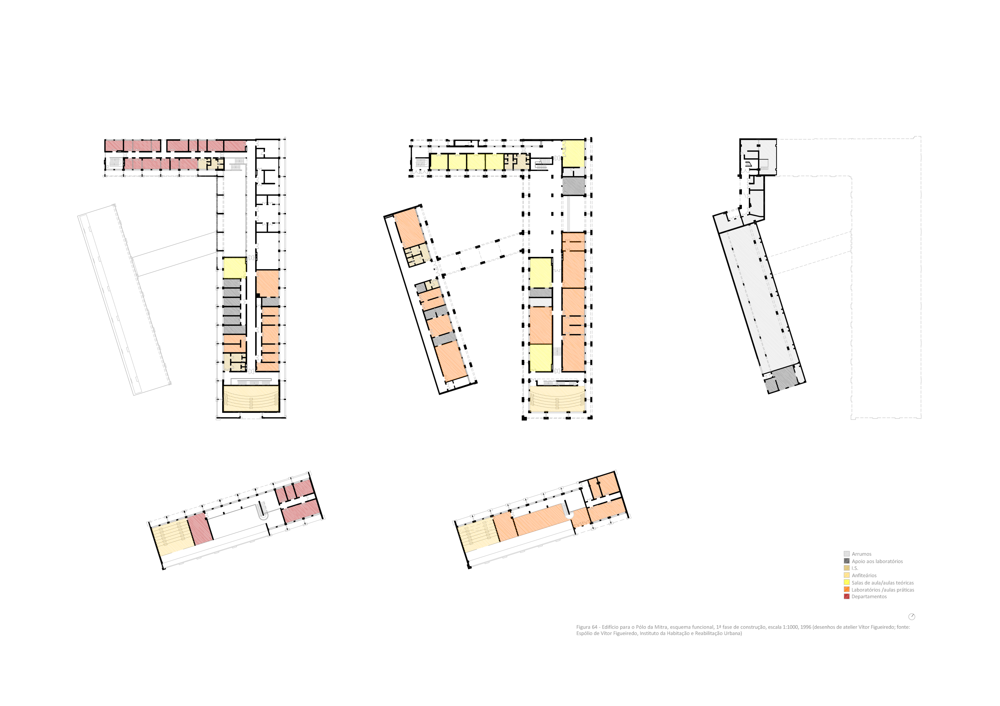 Arrumos
Apoio aos laboratórios
I.S.
Anfiteários
Salas de aula/aulas teóricas
Laboratórios /aulas práticas
Departamentos
Figura 64 - Edifício para o Pólo da Mitra, esquema funcional, 1ª fase de construção, escala 1:1000, 1996 (desenhos de atelier Vítor Figueiredo; fonte:
Espólio de Vítor Figueiredo, Instituto da Habitação e Reabilitação Urbana)